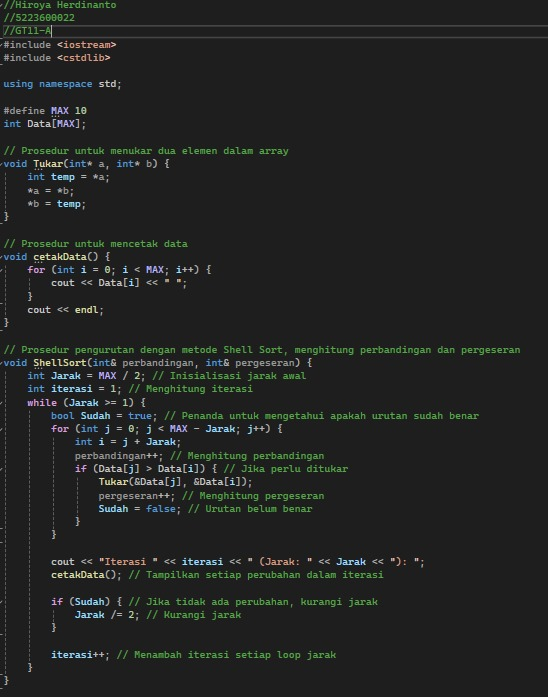 //Hiroya Herdinanto
//5223600022
//GT11-A
#include <iostream>
#include <cstdlib>
using namespace std;
#define MAX 10
int Data[MAX];
// Prosedur untuk menukar dua elemen dalam array
void Tukar(int* a, int* b) {
int temp = *a;
*a = *b;
*b = temp;
}
// Prosedur untuk mencetak data
void cetakData() {
for (int i = 0; i < MAX; i++) {
cout << Data[i] << " ";
}
cout << endl;
}
// Prosedur pengurutan dengan metode Shell Sort, menghitung perbandingan dan pergeseran
void ShellSort(int& perbandingan, int& pergeseran) {
int Jarak = MAX / 2; // Inisialisasi jarak awal
int iterasi = 1; // Menghitung iterasi
while (Jarak >= 1) {
bool Sudah = true; // Penanda untuk mengetahui apakah urutan sudah benar
for (int j = 0; j < MAX - Jarak; j++) {
int i = j + Jarak;
perbandingan++; // Menghitung perbandingan
if (Data[j] > Data[i]) { // Jika perlu ditukar
Tukar(&Data[j], &Data[i]);
pergeseran++; // Menghitung pergeseran
Sudah = false; // Urutan belum benar
}
}
cout << "Iterasi " << iterasi << " (Jarak: " << Jarak << "): ";
cetakData(); // Tampilkan setiap perubahan dalam iterasi
if (Sudah) { // Jika tidak ada perubahan, kurangi jarak
Jarak /= 2; // Kurangi jarak
}
iterasi++; // Menambah iterasi setiap loop jarak
}
}